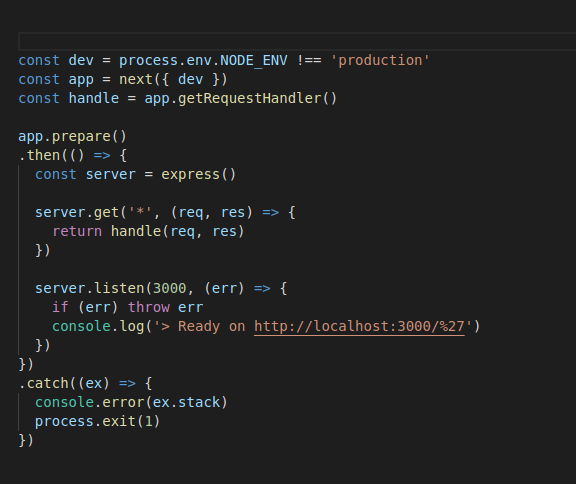 const dev = process.env.NODE_ENV !== 'production'
const app = next({ dev })
const handle = app.getRequestHandler()
app.prepare()
.then(() => {
const server = express()
server.get('*', (req, res) => {
return handle(req, res)
})
server.listen(3000, (err) => {
if (err) throw err
console.log('> Ready on http://localhost:3000/%27')
})
})
.catch((ex) => {
console.error(ex.stack)
process.exit(1)
})